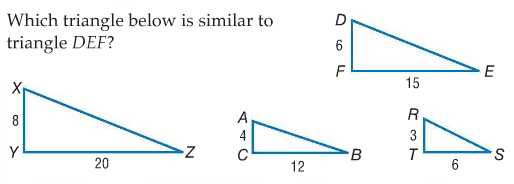 Which triangle below is similar to
triangle DEF?
D
6
F
E
15
X
8
Y
Z
20
A
4
C
B
12
R
3
T
S
6